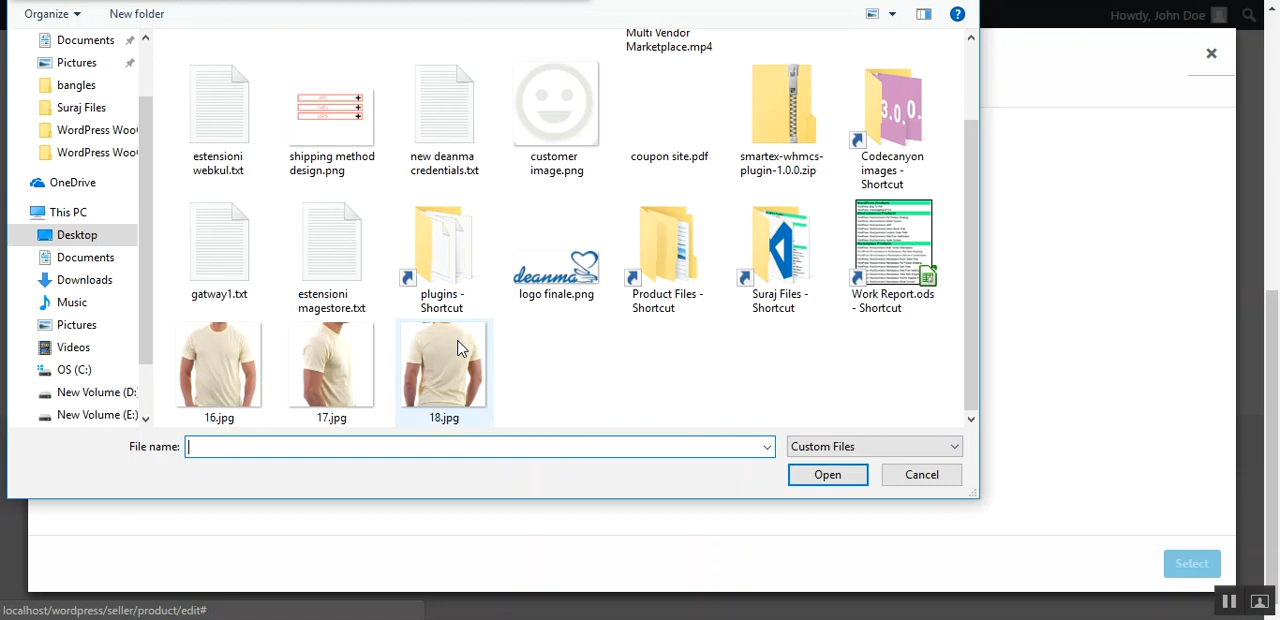 Organize
New folder
Howdy, John Doe
Documents
Pictures
bangles
Suraj Files
WordPress Woo
WordPress Woo
OneDrive
This PC
Desktop
Documents
Downloads
Music
Pictures
Videos
OS (C:)
New Volume (D:
New Volume (E:)
Multi Vendor
Marketplace.mp4
estensioni
webkul.txt
shipping method
design.png
new deanma
credentials.txt
customer
image.png
coupon site.pdf
smartex-whmcs-
plugin-1.0.0.zip
3.0.0.
Codecanyon
images -
Shortcut
gatway1.txt
estensioni
magestore.txt
plugins -
Shortcut
deanma
logo finale.png
Product Files -
Shortcut
Suraj Files -
Shortcut
Work Report.ods
- Shortcut
16.jpg
17.jpg
18.jpg
File name:
Custom Files
Open
Cancel
Select
localhost/wordpress/seller/product/edit#